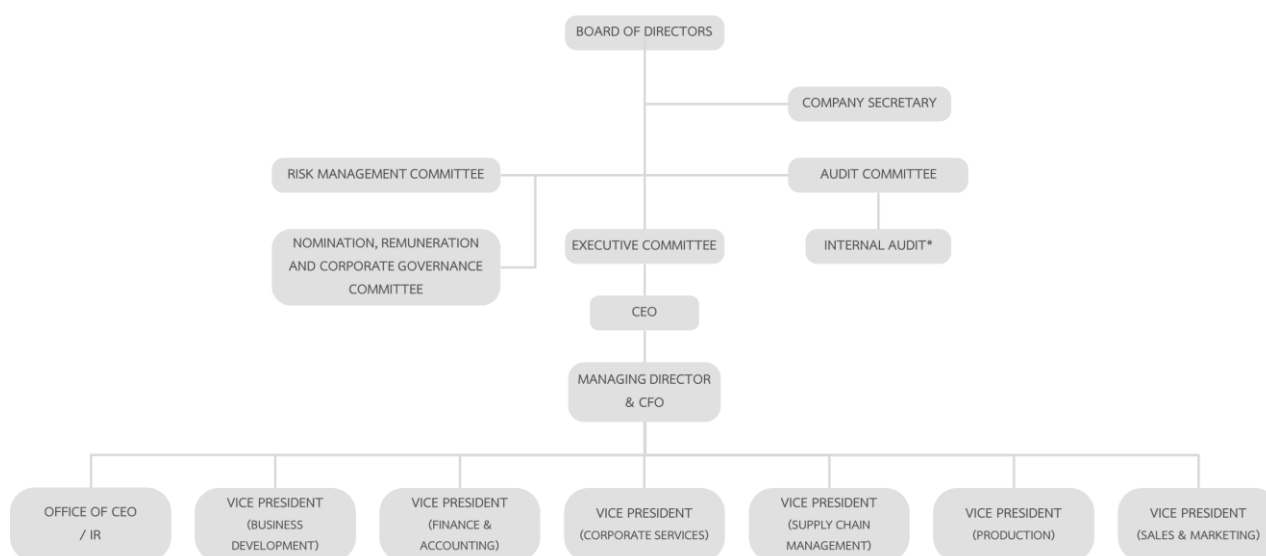 BOARD OF DIRECTORS
COMPANY SECRETARY
RISK MANAGEMENT COMMITTEE
AUDIT COMMITTEE
NOMINATION, REMUNERATION
AND CORPORATE GOVERNANCE
COMMITTEE
EXECUTIVE COMMITTEE
INTERNAL AUDIT*
CEO
MANAGING DIRECTOR
& CFO
OFFICE OF CEO
/ IR
VICE PRESIDENT
(BUSINESS
DEVELOPMENT)
VICE PRESIDENT
(FINANCE &
ACCOUNTING)
VICE PRESIDENT
(CORPORATE SERVICES)
VICE PRESIDENT
(SUPPLY CHAIN
MANAGEMENT)
VICE PRESIDENT
(PRODUCTION)
VICE PRESIDENT
(SALES & MARKETING)